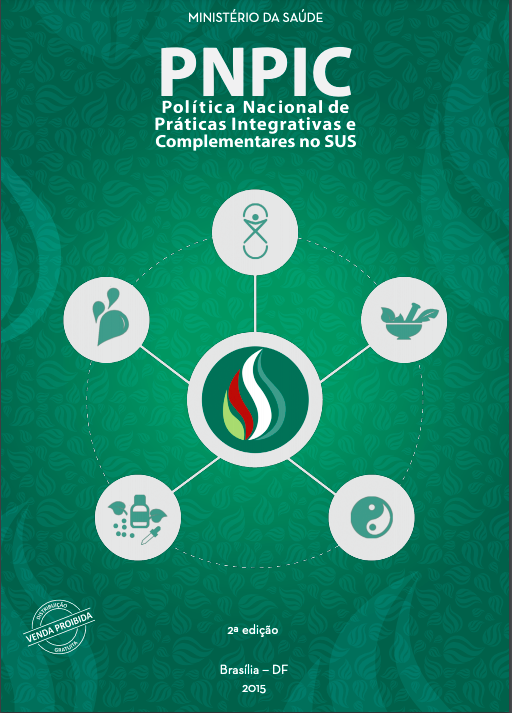 MINISTÉRIO DA SAÚDE
PNPIC
Política Nacional de
Práticas Integrativas e
Complementares no SUS
DISTRIBUIÇÃO
VENDA PROIBIDA
GRATUITA
2ª edição
Brasília – DF
2015